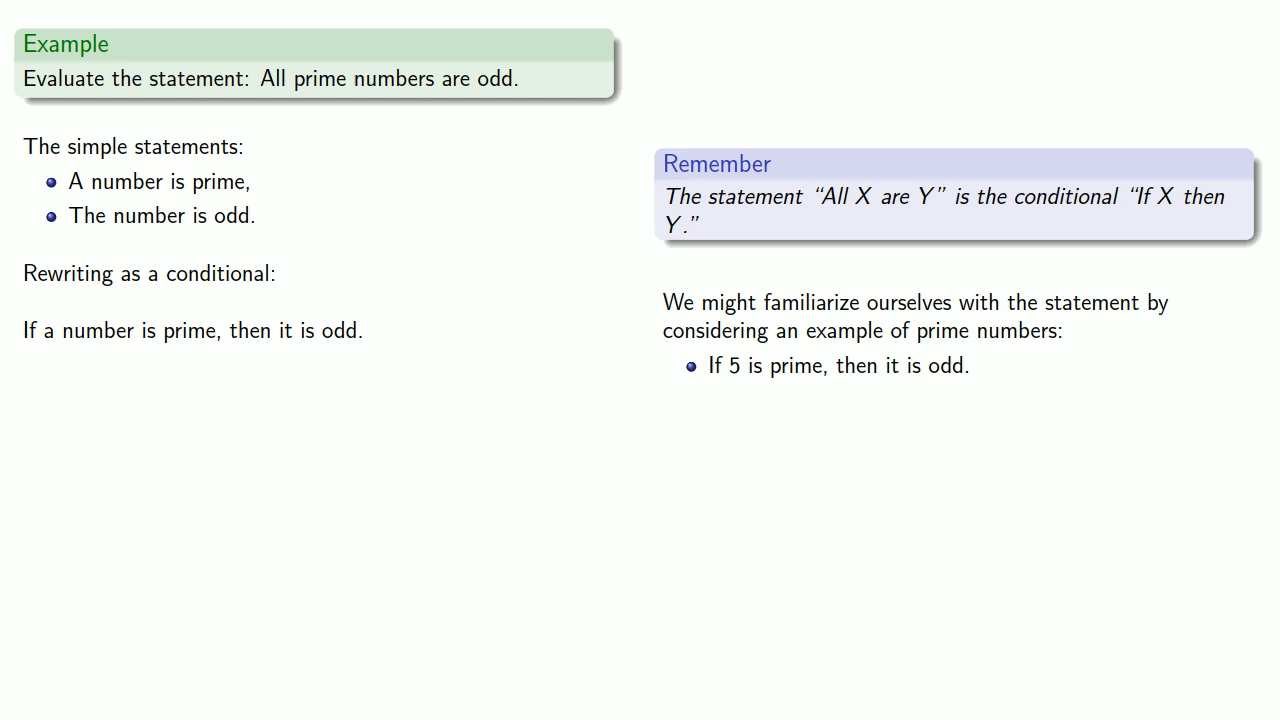 Example
Evaluate the statement: All prime numbers are odd.
The simple statements:
A number is prime,
The number is odd.
Rewriting as a conditional:
If a number is prime, then it is odd.
Remember
The statement “All X are Y” is the conditional “If X then
Y.”
We might familiarize ourselves with the statement by
considering an example of prime numbers:
If 5 is prime, then it is odd.